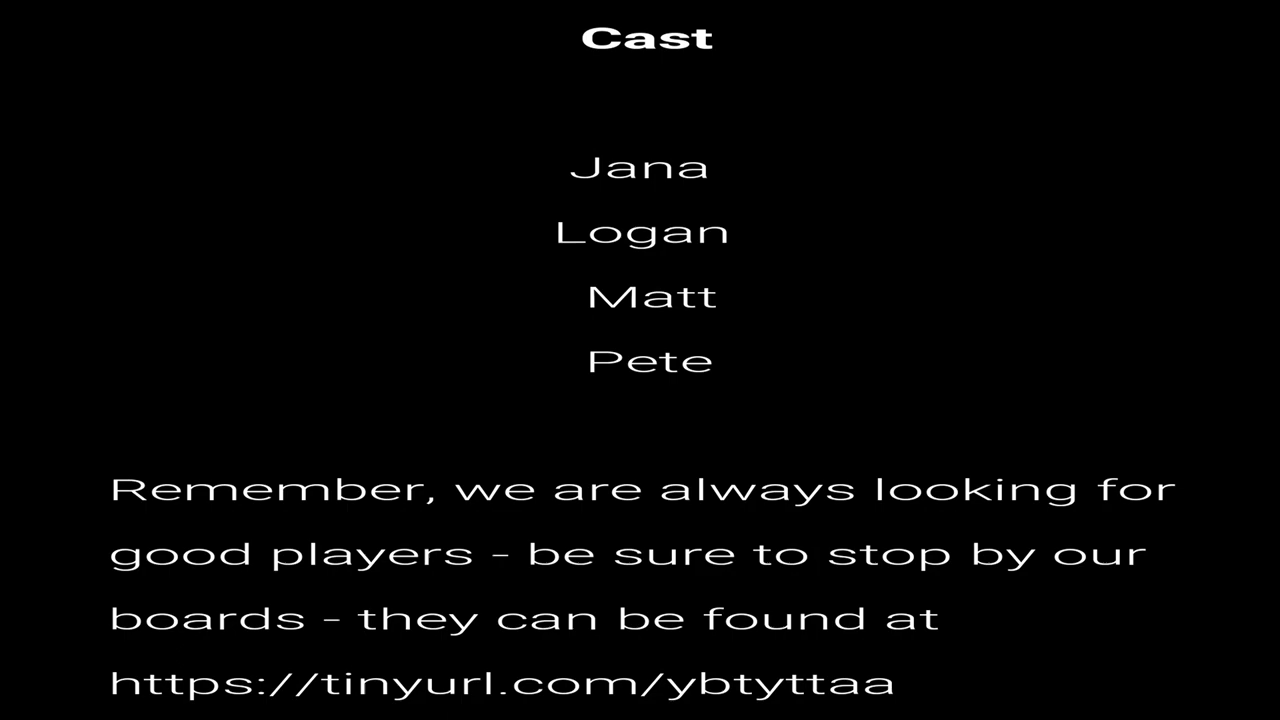 Cast
Jana
Logan
Matt
Pete
Remember, we are always looking for
good players - be sure to stop by our
boards - they can be found at
https://tinyurl.com/ybtyttaa